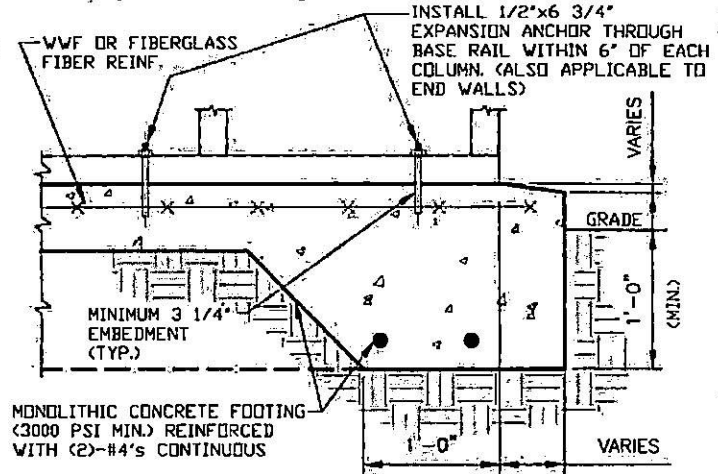 INSTALL 1/2"x6 3/4"
EXPANSION ANCHOR THROUGH
BASE RAIL WITHIN 6" OF EACH
COLUMN. (ALSO APPLICABLE TO
END WALLS)
WWF OR FIBERGLASS
FIBER REINF.
VARIES
GRADE
1'-0"
(MIN.)
MINIMUM 3 1/4"
EMBEDMENT
(TYP.)
MONOLITHIC CONCRETE FOOTING
(3000 PSI MIN.) REINFORCED
WITH (2)-#4's CONTINUOUS
1'-0"
VARIES